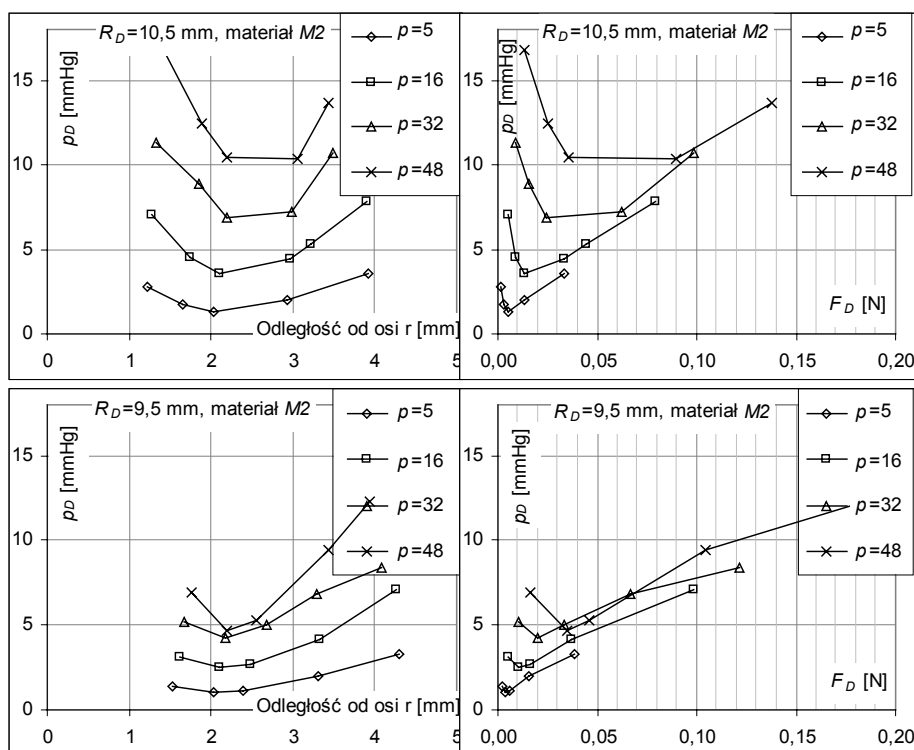 R_D=10,5 mm, materiał M2
p_D [mmHg]
15
10
5
0
0
1
2
3
4
5
Odległość od osi r [mm]
p=5
p=16
p=32
p=48
R_D=10,5 mm, materiał M2
p_D [mmHg]
15
10
5
0
0,00
0,05
0,10
0,15
0,20
F_D [N]
p=5
p=16
p=32
p=48
R_D=9,5 mm, materiał M2
p_D [mmHg]
15
10
5
0
0
1
2
3
4
5
Odległość od osi r [mm]
p=5
p=16
p=32
p=48
R_D=9,5 mm, materiał M2
p_D [mmHg]
15
10
5
0
0,00
0,05
0,10
0,15
0,20
F_D [N]
p=5
p=16
p=32
p=48